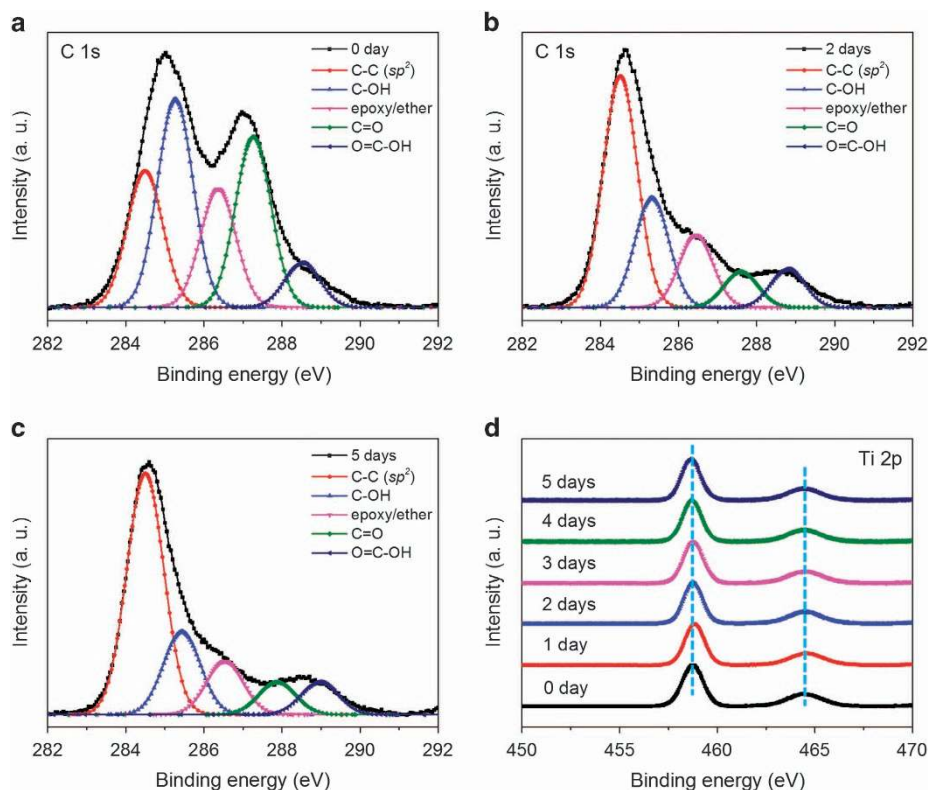 a
C 1s
0 day
C-C (sp²)
C-OH
epoxy/ether
C=O
O=C-OH
Intensity (a. u.)
282 284 286 288 290 292
Binding energy (eV)
b
C 1s
2 days
C-C (sp²)
C-OH
epoxy/ether
C=O
O=C-OH
Intensity (a. u.)
282 284 286 288 290 292
Binding energy (eV)
c
5 days
C-C (sp²)
C-OH
epoxy/ether
C=O
O=C-OH
Intensity (a. u.)
282 284 286 288 290 292
Binding energy (eV)
d
Ti 2p
5 days
4 days
3 days
2 days
1 day
0 day
Intensity (a. u.)
450 455 460 465 470
Binding energy (eV)